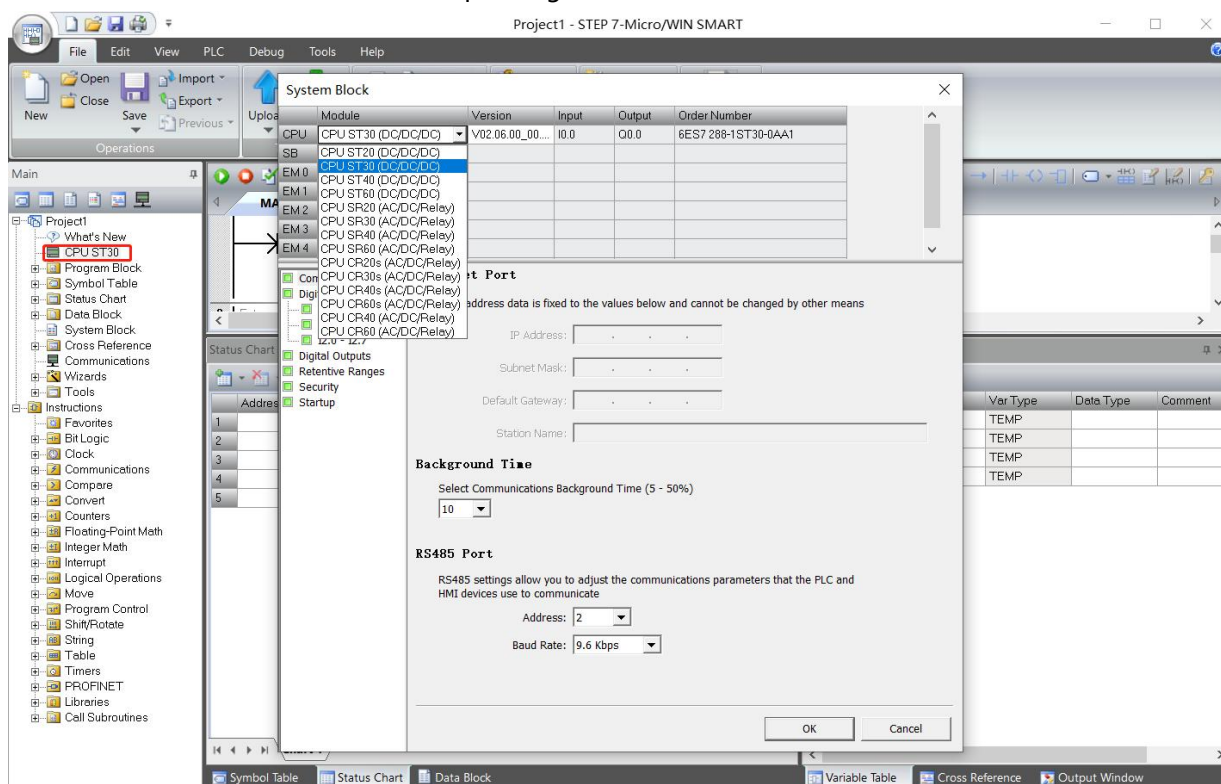 Project1 - STEP 7-Micro/WIN SMART
File Edit View PLC Debug Tools Help
New
Open
Close
Save
Import
Export
Previous
Operations
Uploa
Main
Project1
What's New
CPU ST30
Program Block
Symbol Table
Status Chart
Data Block
System Block
Cross Reference
Communications
Wizards
Tools
Instructions
Favorites
Bit Logic
Clock
Communications
Compare
Convert
Counters
Floating-Point Math
Integer Math
Interrupt
Logical Operations
Move
Program Control
Shift/Rotate
String
Table
Timers
PROFINET
Libraries
Call Subroutines
MA
Status Chart
Addres
1
2
3
4
5
System Block
Module Version Input Output Order Number
CPU CPU ST30 (DC/DC/DC) V02.06.00_00.... I0.0 Q0.0 6ES7 288-1ST30-0AA1
SB
EM 0
EM 1
EM 2
EM 3
EM 4
CPU ST20 (DC/DC/DC)
CPU ST30 (DC/DC/DC)
CPU ST40 (DC/DC/DC)
CPU ST60 (DC/DC/DC)
CPU SR20 (AC/DC/Relay)
CPU SR30 (AC/DC/Relay)
CPU SR40 (AC/DC/Relay)
CPU SR60 (AC/DC/Relay)
CPU CR20s (AC/DC/Relay)
CPU CR30s (AC/DC/Relay)
CPU CR40s (AC/DC/Relay)
CPU CR60s (AC/DC/Relay)
CPU CR40 (AC/DC/Relay)
CPU CR60 (AC/DC/Relay)
Con
Digi
I2.0 - I2.7
Digital Outputs
Retentive Ranges
Security
Startup
et Port
address data is fixed to the values below and cannot be changed by other means
IP Address: . . .
Subnet Mask: . . .
Default Gateway: . . .
Station Name:
Background Time
Select Communications Background Time (5 - 50%)
10
RS485 Port
RS485 settings allow you to adjust the communications parameters that the PLC and
HMI devices use to communicate
Address: 2
Baud Rate: 9.6 Kbps
OK Cancel
Var Type Data Type Comment
TEMP
TEMP
TEMP
TEMP
Symbol Table Status Chart Data Block
Variable Table Cross Reference Output Window